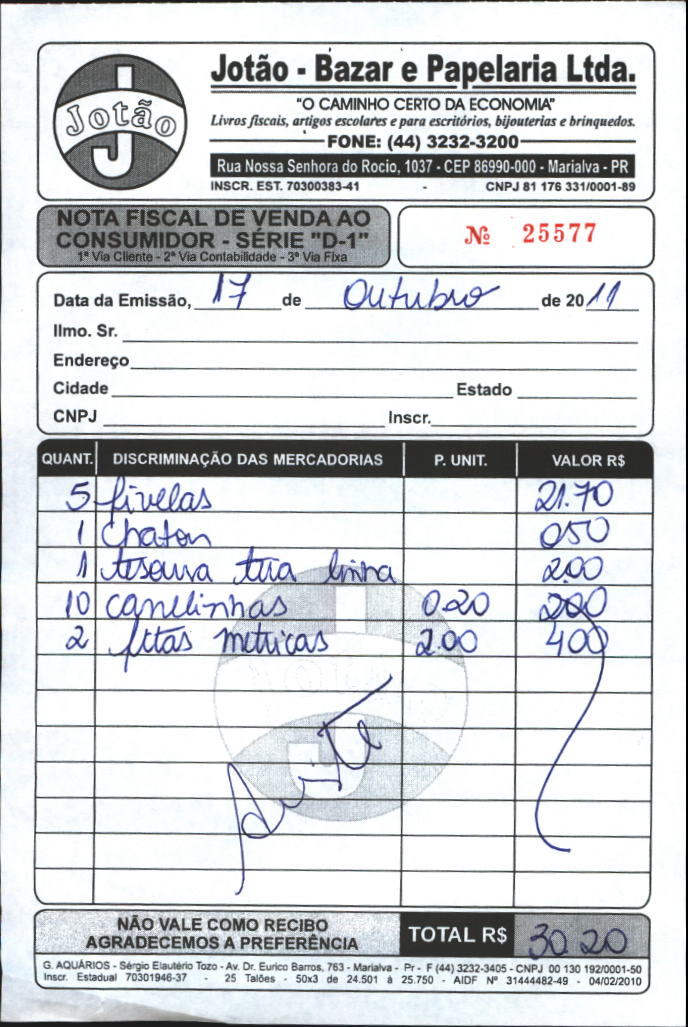 Jotão
Jotão - Bazar e Papelaria Ltda.
"O CAMINHO CERTO DA ECONOMIA"
Livros fiscais, artigos escolares e para escritórios, bijouterias e brinquedos.
FONE: (44) 3232-3200
Rua Nossa Senhora do Rocio, 1037 - CEP 86990-000 - Marialva - PR
INSCR. EST. 70300383-41 - CNPJ 81 176 331/0001-89
NOTA FISCAL DE VENDA AO
CONSUMIDOR - SÉRIE "D-1"
1ª Via Cliente - 2ª Via Contabilidade - 3ª Via Fixa
Nº 25577
Data da Emissão, 17 de Outubro de 2011
Ilmo. Sr.
Endereço
Cidade Estado
CNPJ Inscr.
QUANT. DISCRIMINAÇÃO DAS MERCADORIAS P. UNIT. VALOR R$
5 fivelas 21.70
1 chaton 050
1 tesoura tira linha 2.00
10 canelinhas 0.20 200
2 fitas metricas 2.00 400
NÃO VALE COMO RECIBO
AGRADECEMOS A PREFERÊNCIA
TOTAL R$ 30.20
G. AQUÁRIOS - Sérgio Elautério Tozo - Av. Dr. Eurico Barros, 763 - Marialva - Pr - F (44) 3232-3405 - CNPJ 00 130 192/0001-50
Inscr. Estadual 70301946-37 - 25 Talões - 50x3 de 24.501 à 25.750 - AIDF Nº 31444482-49 - 04/02/2010